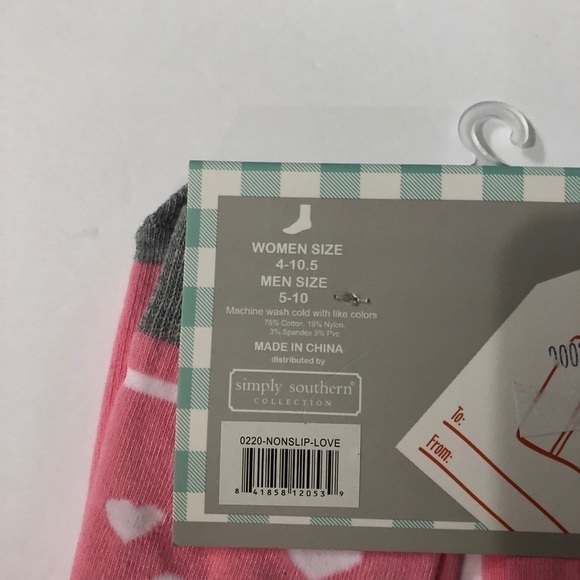 WOMEN SIZE
4-10.5
MEN SIZE
5-10
Machine wash cold with like colors
75% Cotton, 19% Nylon,
3% Spandex 3% Pvc
MADE IN CHINA
distributed by
simply southern®
COLLECTION
0220-NONSLIP-LOVE
8 41858 12053 9
To:
From: